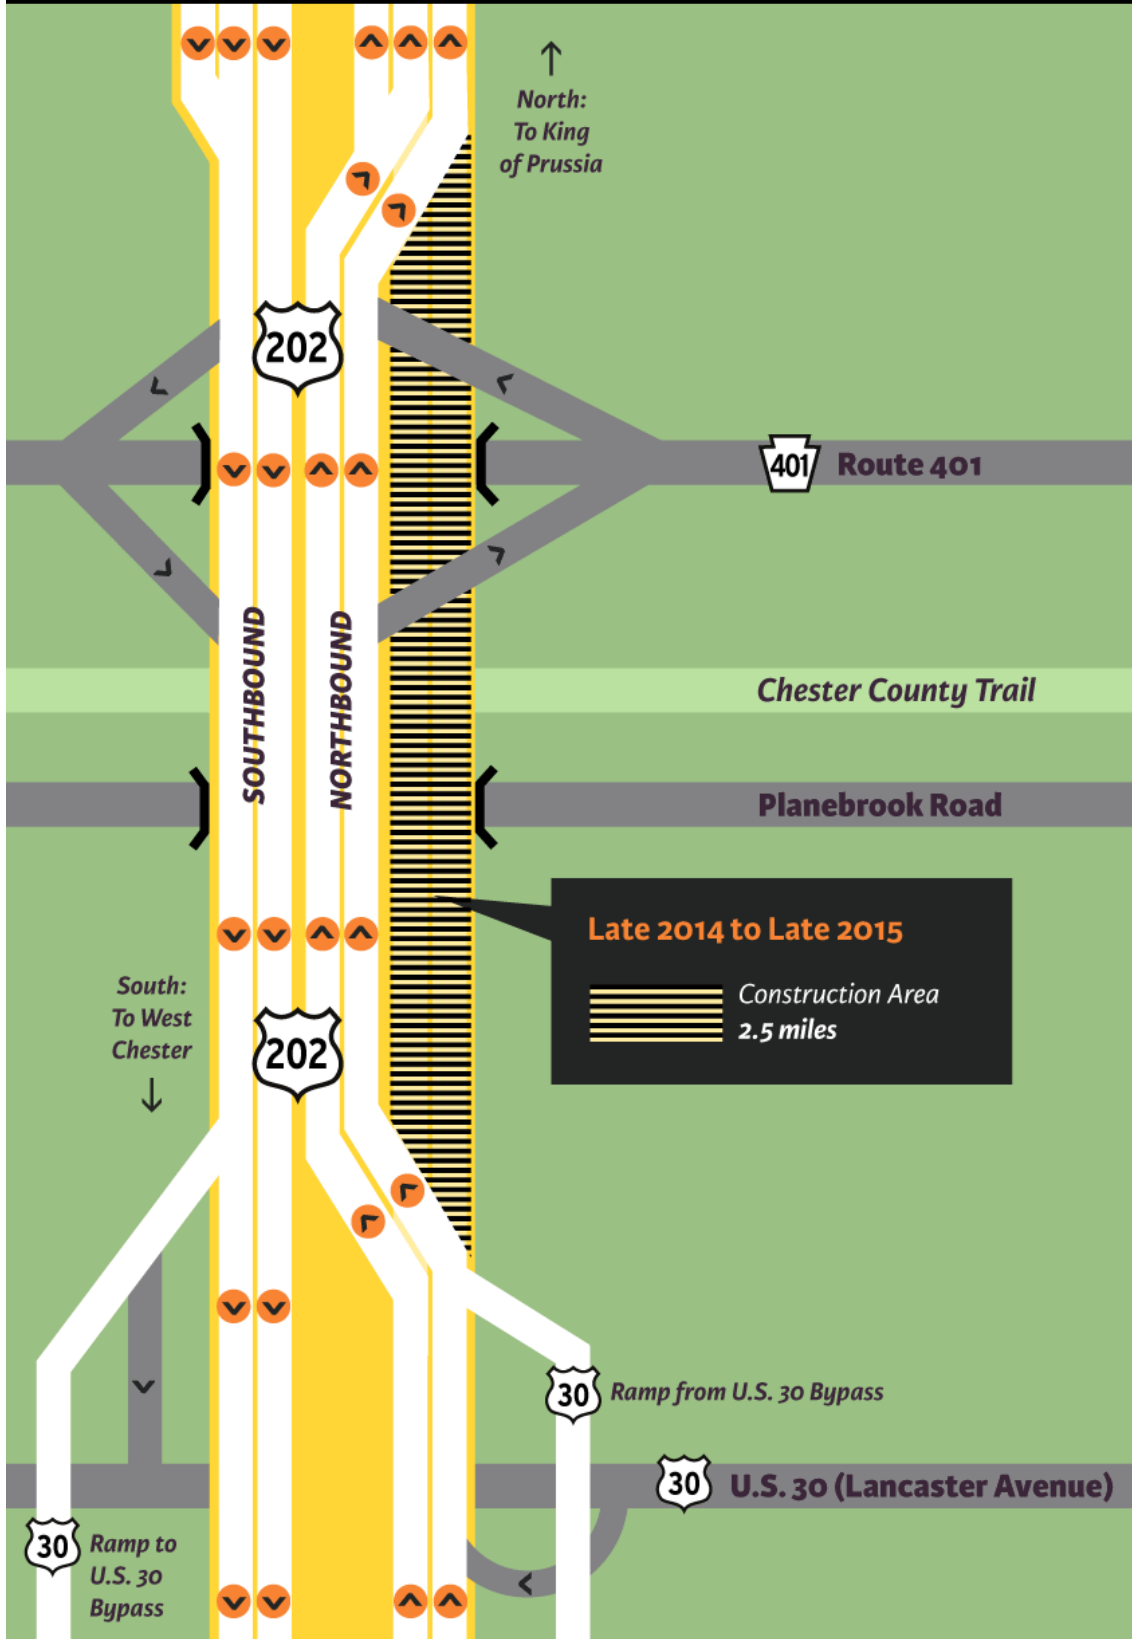 North:
To King
of Prussia
202
401
Route 401
SOUTHBOUND
NORTHBOUND
Chester County Trail
Planebrook Road
Late 2014 to Late 2015
Construction Area
2.5 miles
South:
To West
Chester
202
30
Ramp from U.S. 30 Bypass
30
U.S. 30 (Lancaster Avenue)
30
Ramp to
U.S. 30
Bypass